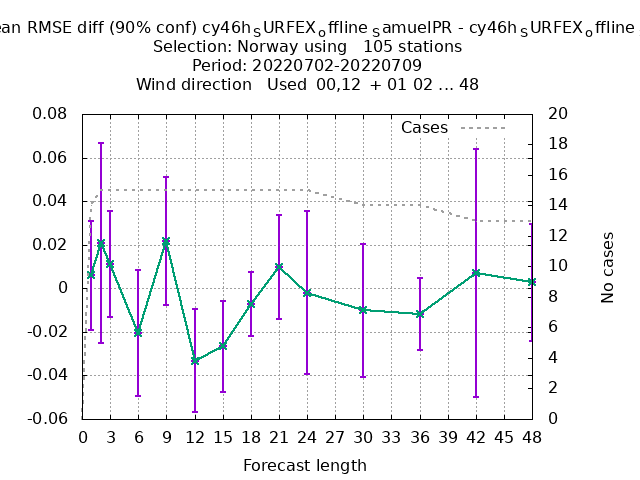 ean RMSE diff (90% conf) cy46h_SURFEX_offline_SamuelPR - cy46h_SURFEX_offline_
Selection: Norway using 105 stations
Period: 20220702-20220709
Wind direction Used 00,12 + 01 02 ... 48
Cases
0.08
0.06
0.04
0.02
0
-0.02
-0.04
-0.06
20
18
16
14
12
10
8
6
4
2
0
No cases
0 3 6 9 12 15 18 21 24 27 30 33 36 39 42 45 48
Forecast length